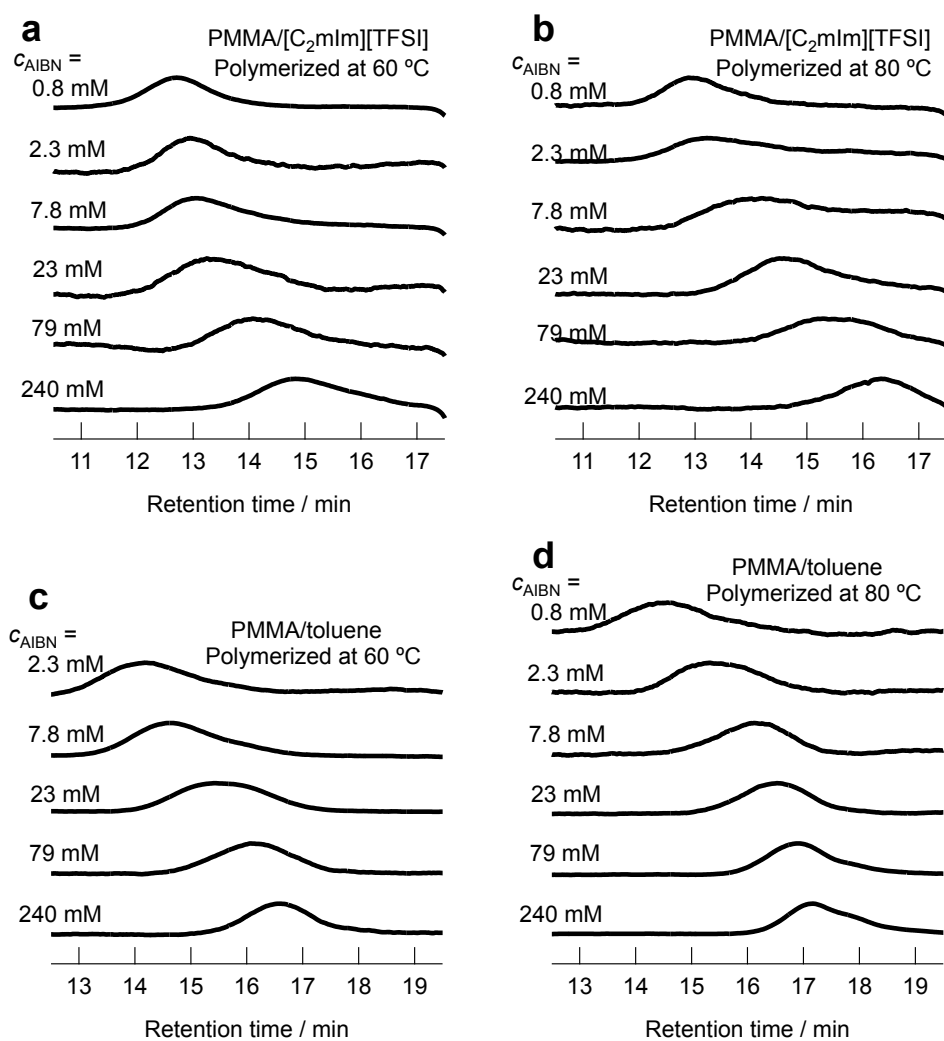 a
PMMA/[C₂mIm][TFSI]
Polymerized at 60 ºC
cAIBN =
0.8 mM
2.3 mM
7.8 mM
23 mM
79 mM
240 mM
11 12 13 14 15 16 17
Retention time / min
b
PMMA/[C₂mIm][TFSI]
Polymerized at 80 ºC
cAIBN =
0.8 mM
2.3 mM
7.8 mM
23 mM
79 mM
240 mM
11 12 13 14 15 16 17
Retention time / min
c
cAIBN =
PMMA/toluene
Polymerized at 60 ºC
2.3 mM
7.8 mM
23 mM
79 mM
240 mM
13 14 15 16 17 18 19
Retention time / min
d
PMMA/toluene
Polymerized at 80 ºC
cAIBN =
0.8 mM
2.3 mM
7.8 mM
23 mM
79 mM
240 mM
13 14 15 16 17 18 19
Retention time / min